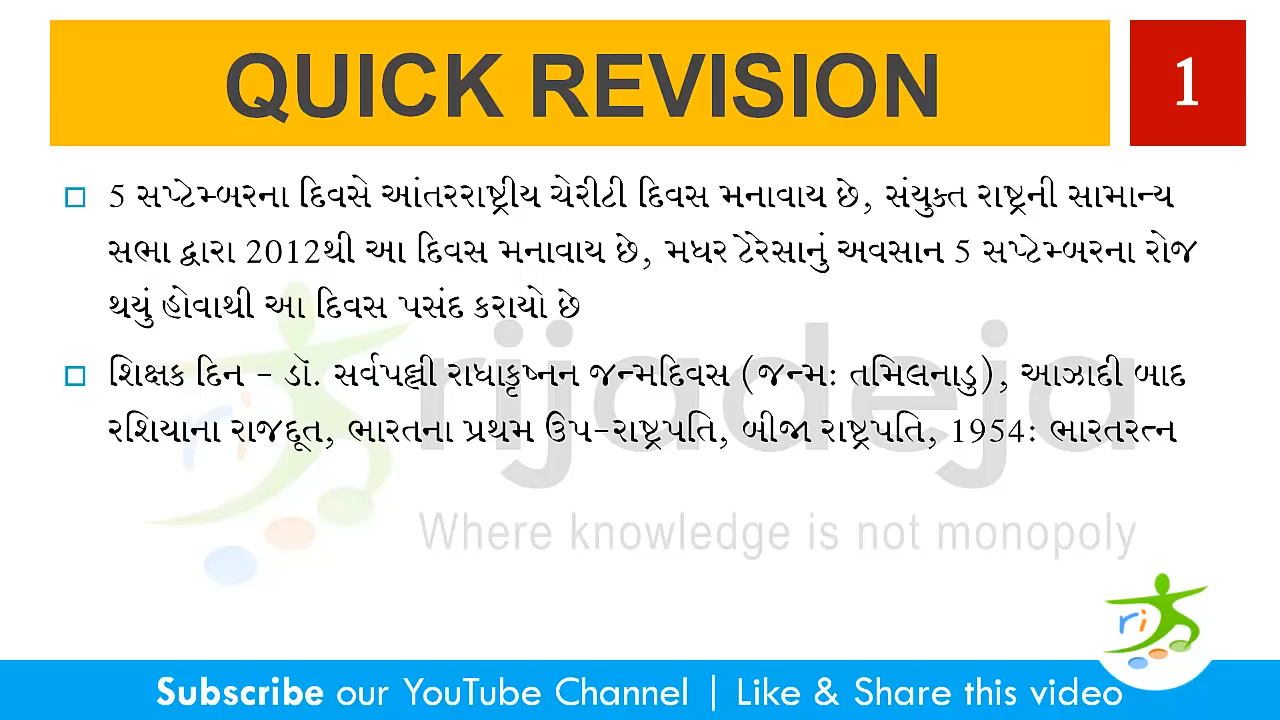 QUICK REVISION
1
5 સપ્ટેમ્બરના દિવસે આંતરરાષ્ટ્રીય ચેરીટી દિવસ મનાવાય છે, સંયુક્ત રાષ્ટ્રની સામાન્ય
સભા દ્વારા 2012થી આ દિવસ મનાવાય છે, મધર ટેરેસાનું અવસાન 5 સપ્ટેમ્બરના રોજ
થયું હોવાથી આ દિવસ પસંદ કરાયો છે
શિક્ષક દિન - ડૉ. સર્વપલ્લી રાધાકૃષ્નન જન્મદિવસ (જન્મ: તમિલનાડુ), આઝાદી બાદ
રશિયાના રાજદૂત, ભારતના પ્રથમ ઉપ-રાષ્ટ્રપતિ, બીજા રાષ્ટ્રપતિ, 1954: ભારતરત્ન
rijadeja
ri
Where knowledge is not monopoly
ri
Subscribe our YouTube Channel | Like & Share this video